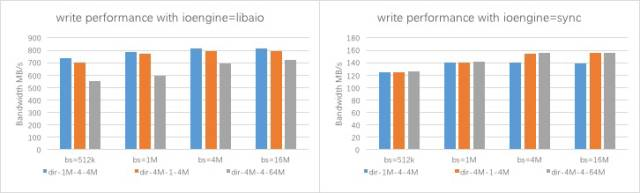 write performance with ioengine=libaio
Bandwidth MB/s
900
800
700
600
500
400
300
200
100
0
bs=512k
bs=1M
bs=4M
bs=16M
dir-1M-4-4M
dir-4M-1-4M
dir-4M-4-64M
write performance with ioengine=sync
Bandwidth MB/s
180
160
140
120
100
80
60
40
20
0
bs=512k
bs=1M
bs=4M
bs=16M
dir-1M-4-4M
dir-4M-1-4M
dir-4M-4-64M